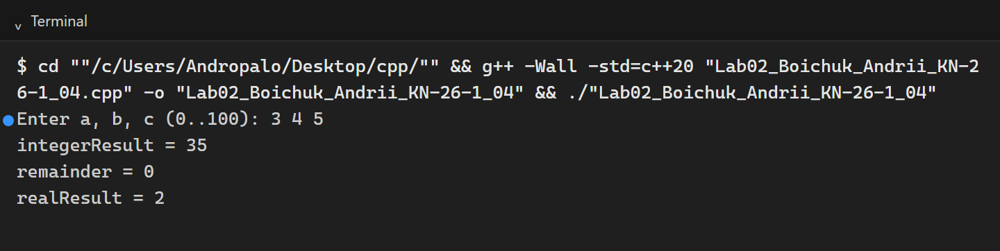 Terminal
$ cd ""/c/Users/Andropalo/Desktop/cpp/"" && g++ -Wall -std=c++20 "Lab02_Boichuk_Andrii_KN-2
6-1_04.cpp" -o "Lab02_Boichuk_Andrii_KN-26-1_04" && ./"Lab02_Boichuk_Andrii_KN-26-1_04"
Enter a, b, c (0..100): 3 4 5
integerResult = 35
remainder = 0
realResult = 2